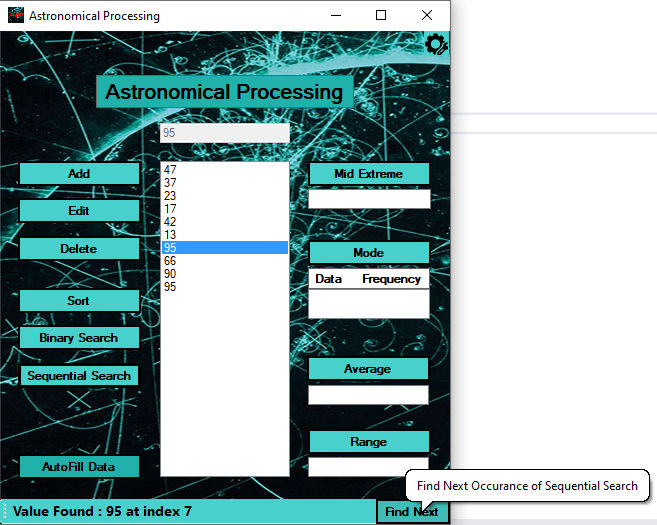 Astronomical Processing
Astronomical Processing
95
Add
Edit
Delete
Sort
Binary Search
Sequential Search
AutoFill Data
47
37
23
17
42
13
95
66
90
95
Mid Extreme
Mode
Data Frequency
Average
Range
Find Next Occurance of Sequential Search
Value Found : 95 at index 7
Find Next